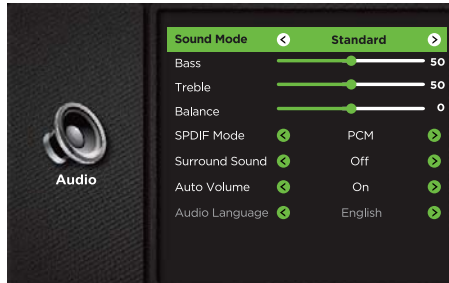 Sound Mode Standard
Bass 50
Treble 50
Balance 0
SPDIF Mode PCM
Surround Sound Off
Audio
Auto Volume On
Audio Language English